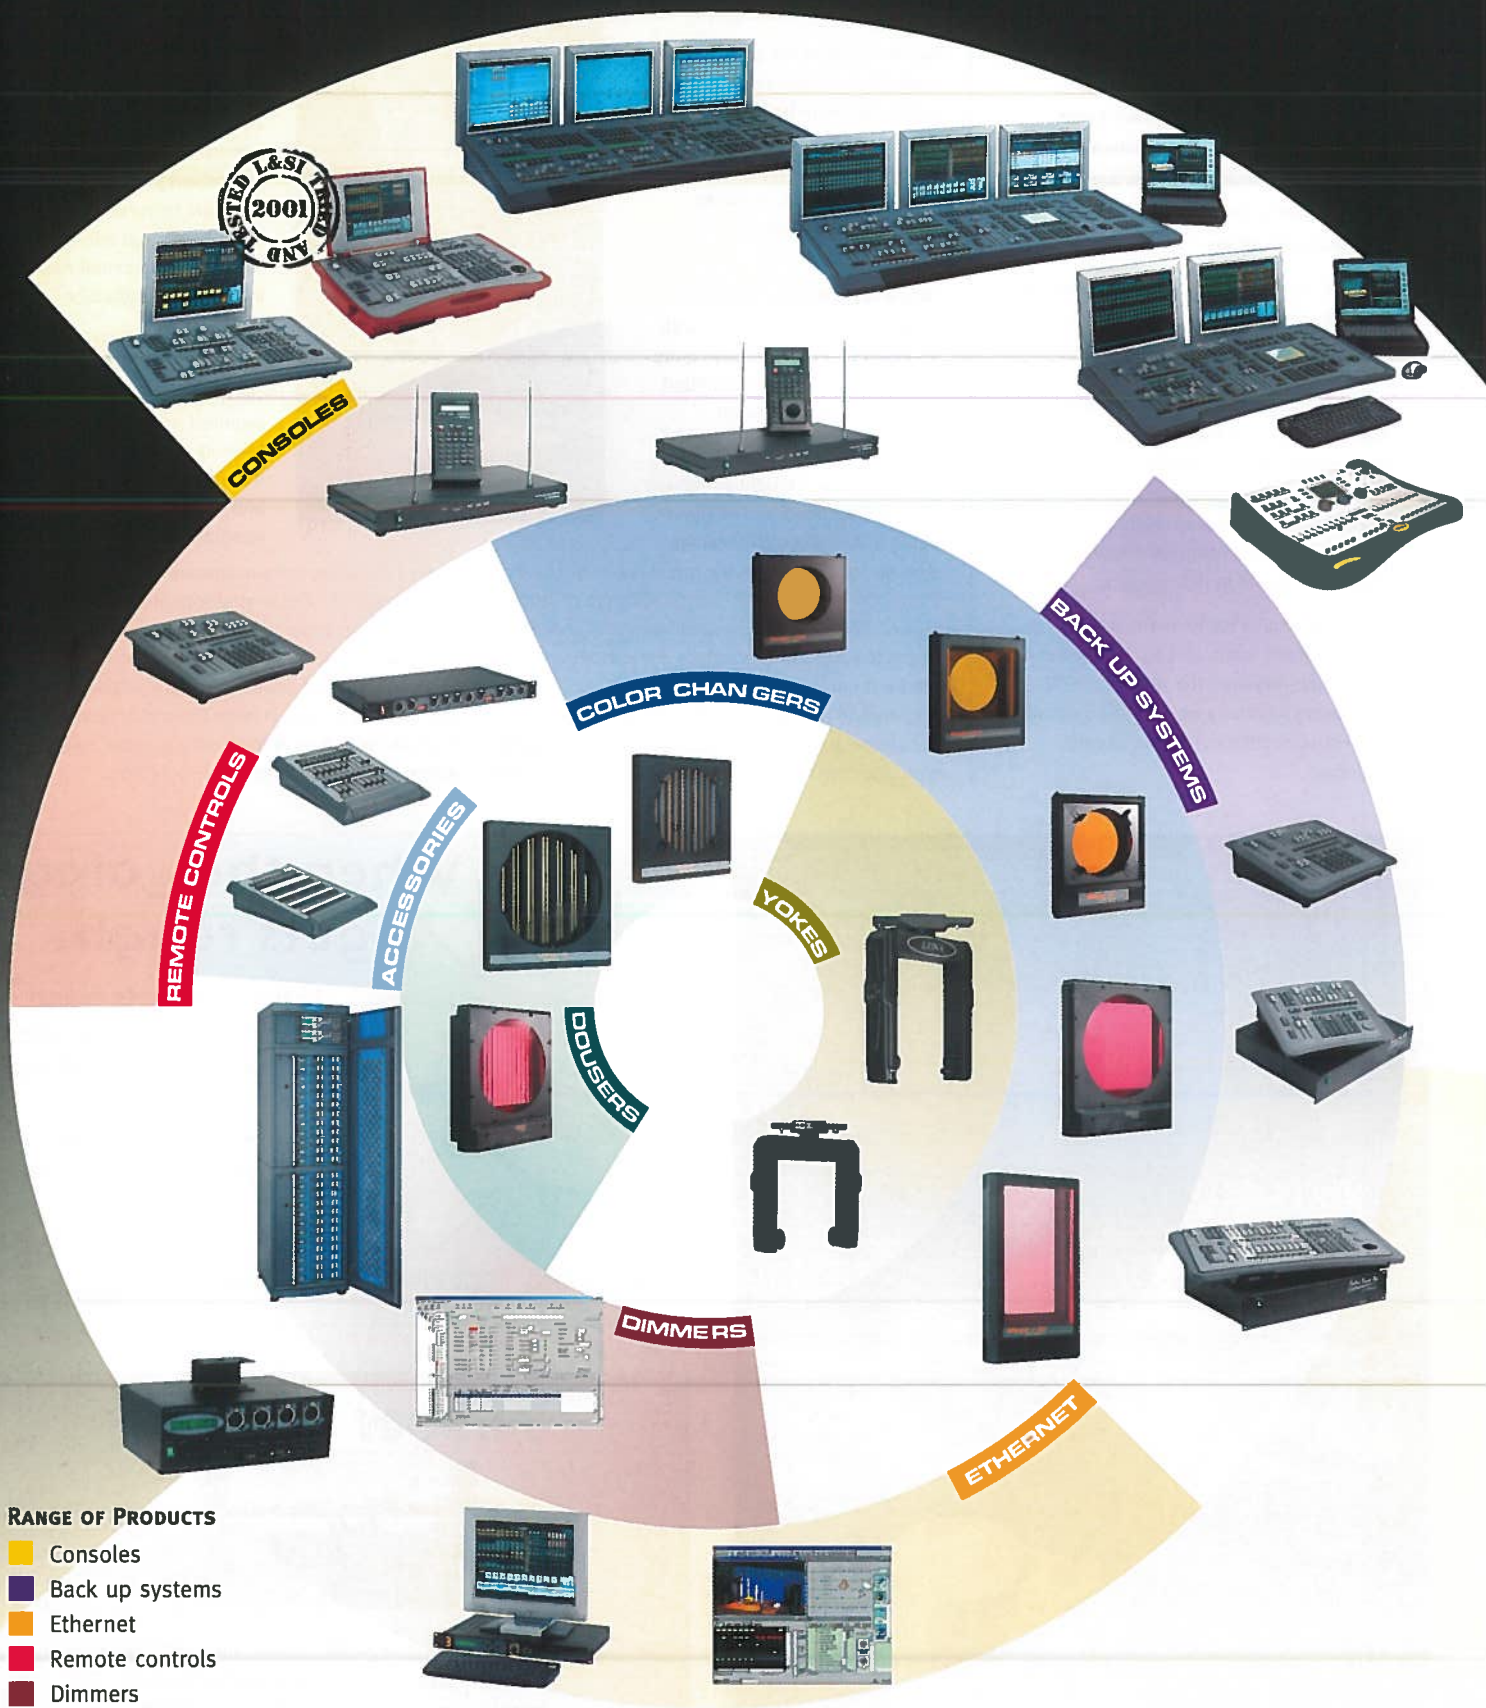 TESTED L&SI TRIED AND
2001
CONSOLES
COLOR CHANGERS
BACK UP SYSTEMS
REMOTE CONTROLS
ACCESSORIES
YOKES
DOUSERS
DIMMERS
ETHERNET
RANGE OF PRODUCTS
Consoles
Back up systems
Ethernet
Remote controls
Dimmers